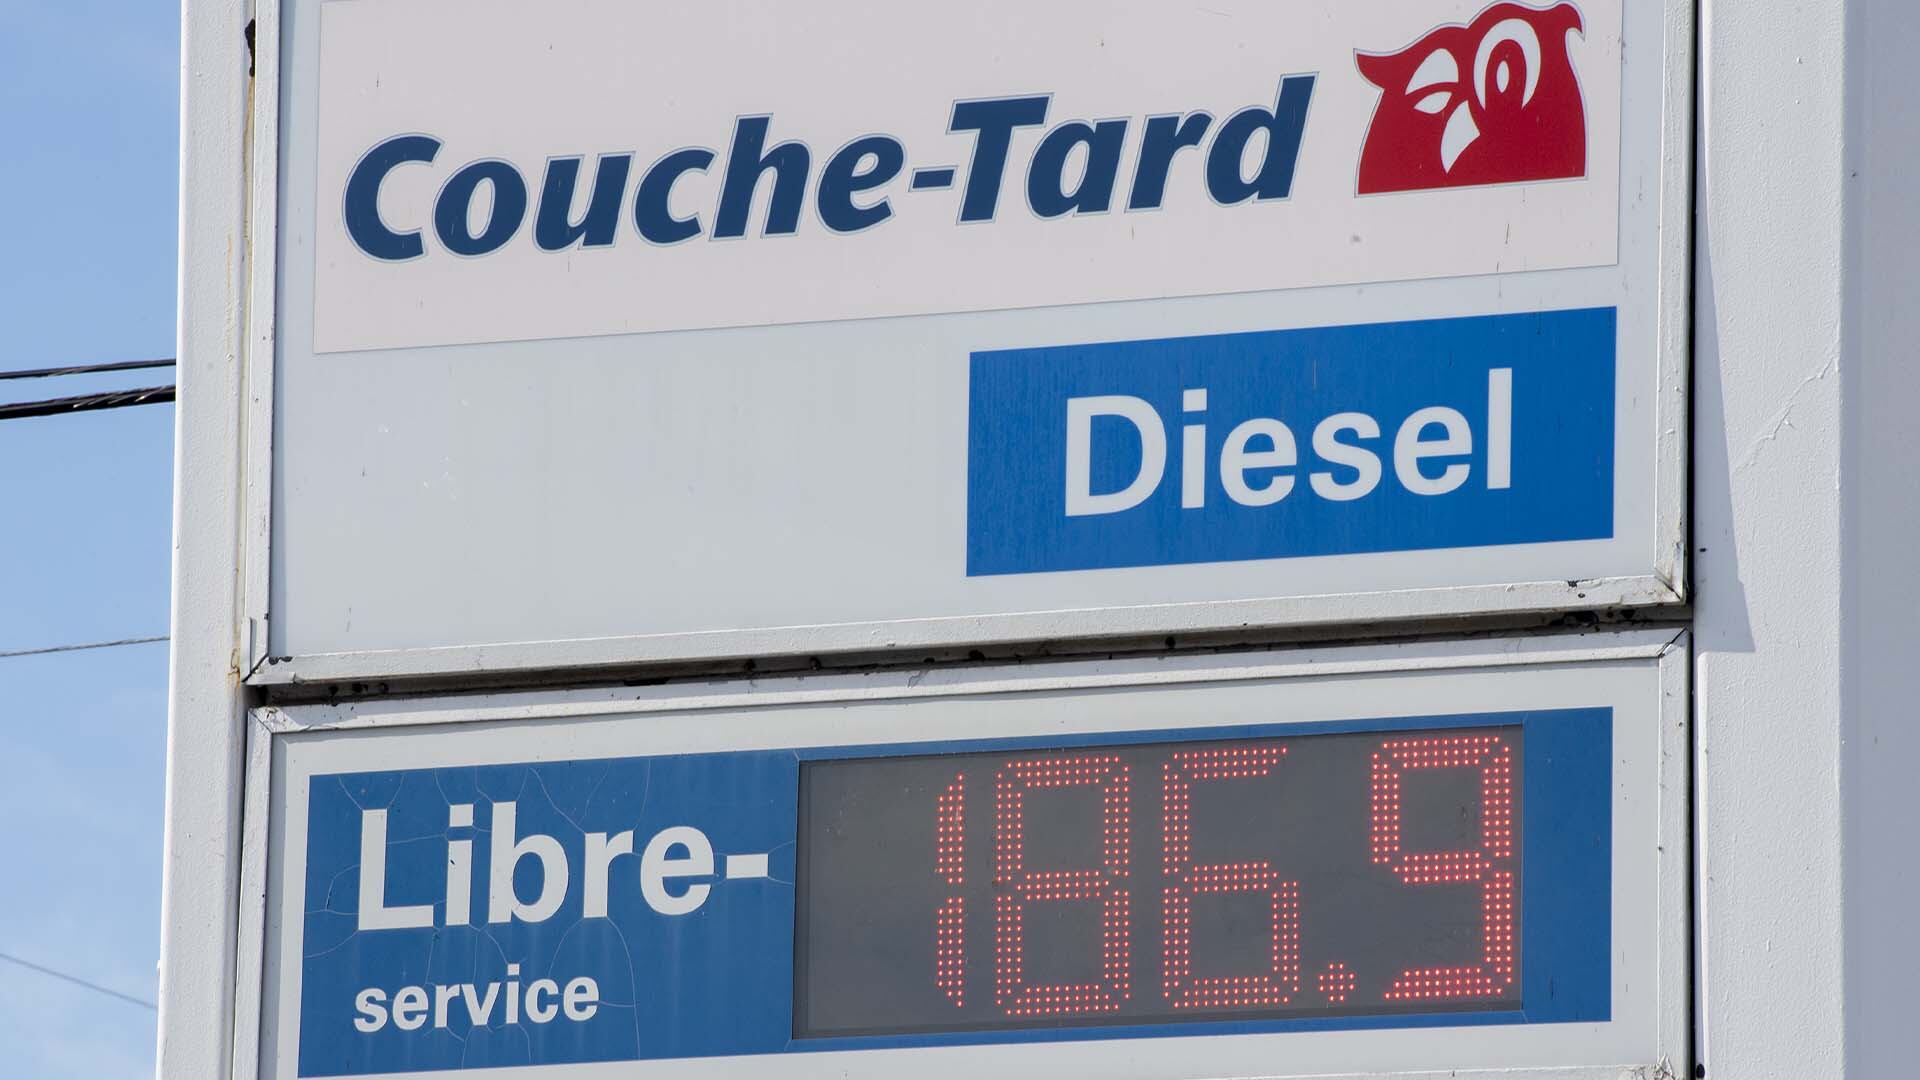 Couche-Tard
Diesel
Libre-
service
186.9